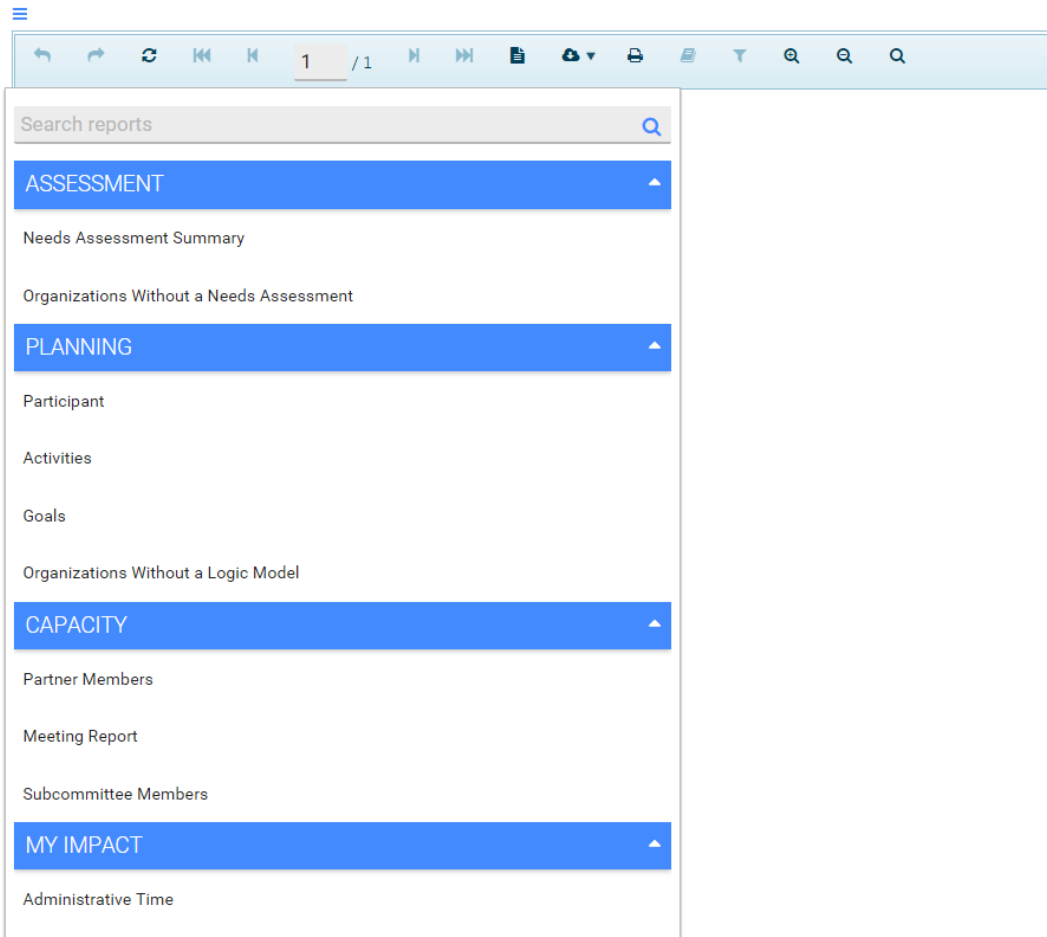 1 / 1
Search reports
ASSESSMENT
Needs Assessment Summary
Organizations Without a Needs Assessment
PLANNING
Participant
Activities
Goals
Organizations Without a Logic Model
CAPACITY
Partner Members
Meeting Report
Subcommittee Members
MY IMPACT
Administrative Time